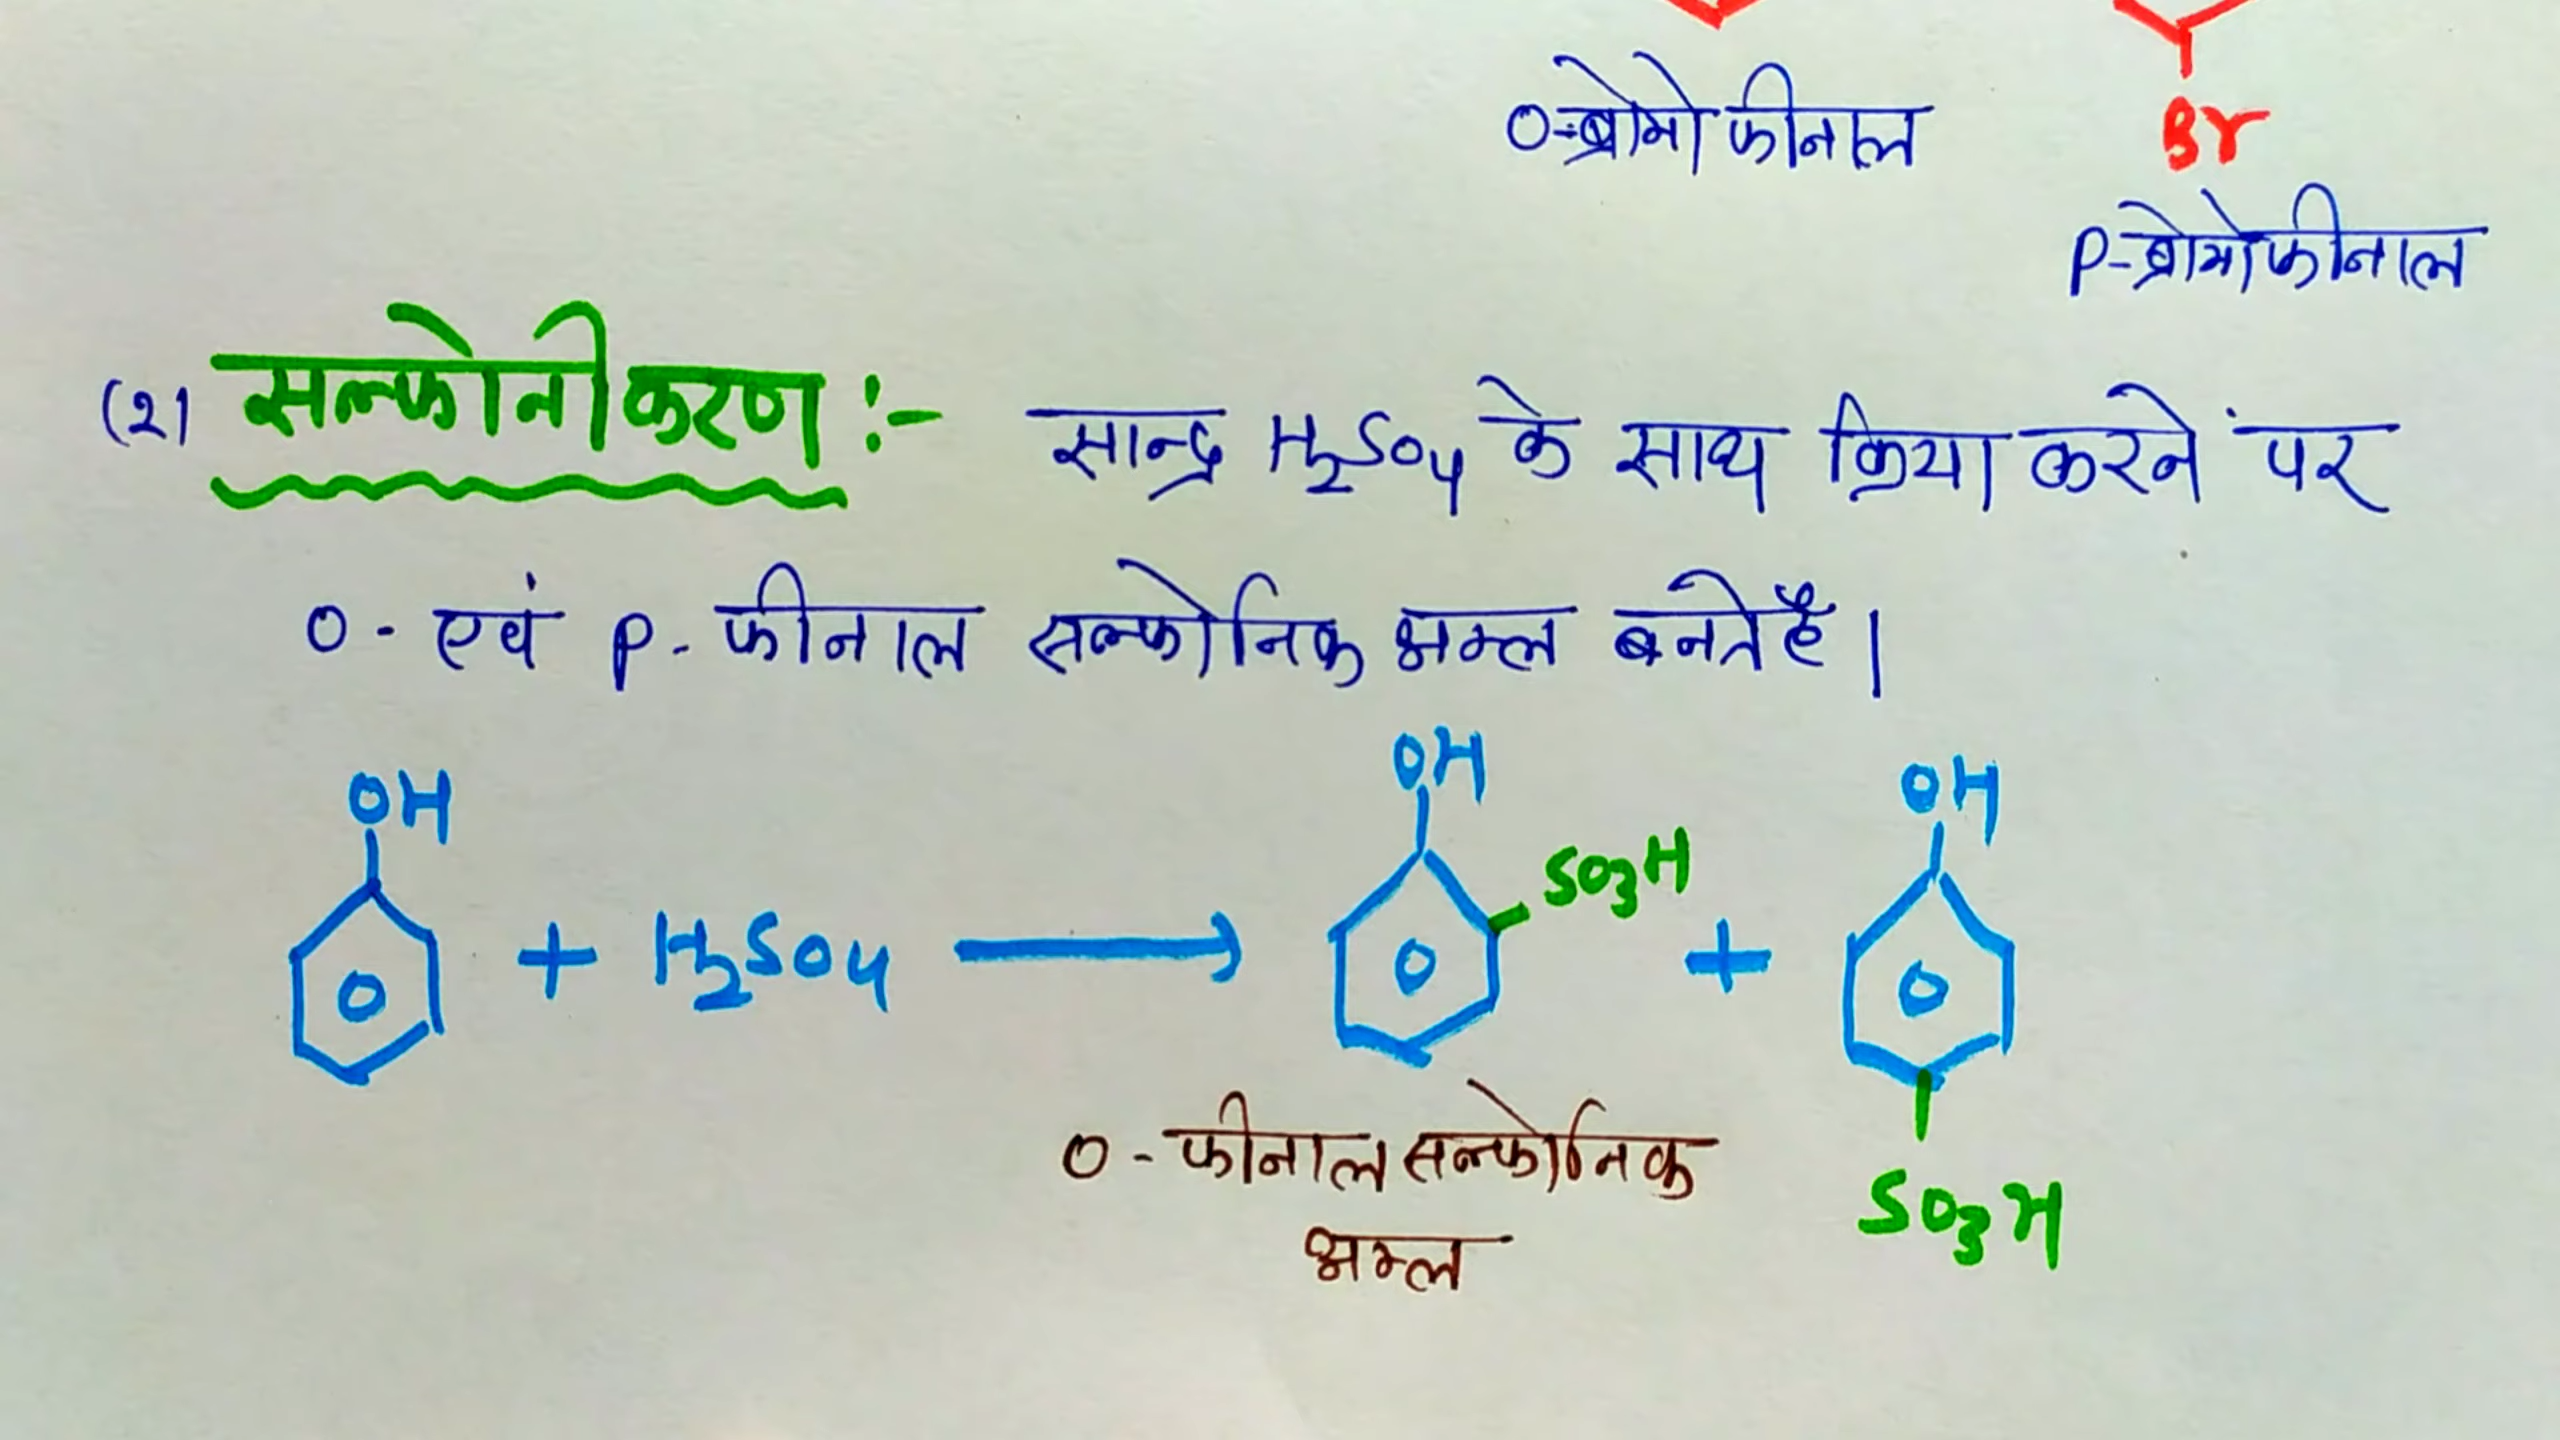 Br
o-ब्रोमो फीनाल
p-ब्रोमोफीनाल
(2) सल्फोनीकरण :- सान्द्र H2SO4 के साथ क्रिया करने पर
o- एवं p- फीनाल सल्फोनिक अम्ल बनते है।
OH OH OH
SO3H
+ H2SO4 → +
SO3H
o - फीनाल सल्फोनिक
अम्ल